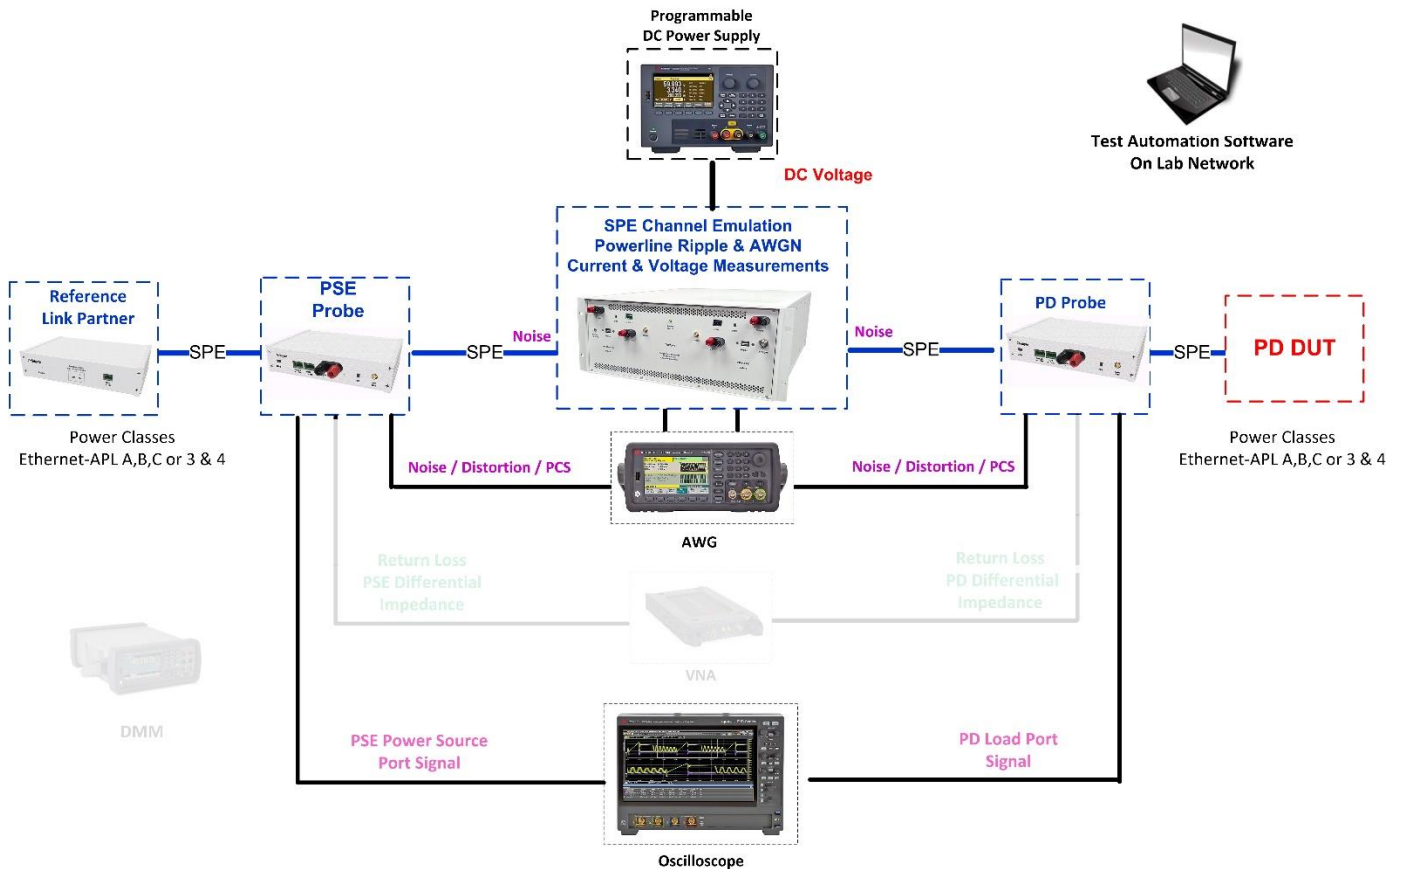 Programmable
DC Power Supply
Test Automation Software
On Lab Network
DC Voltage
SPE Channel Emulation
Powerline Ripple & AWGN
Current & Voltage Measurements
Reference
Link Partner
PSE
Probe
PD Probe
PD DUT
SPE
Noise
SPE
Noise
SPE
SPE
Power Classes
Ethernet-APL A,B,C or 3 & 4
Power Classes
Ethernet-APL A,B,C or 3 & 4
Noise / Distortion / PCS
Noise / Distortion / PCS
AWG
Return Loss
PSE Differential
Impedance
Return Loss
PD Differential
Impedance
VNA
DMM
PSE Power Source
Port Signal
PD Load Port
Signal
Oscilloscope